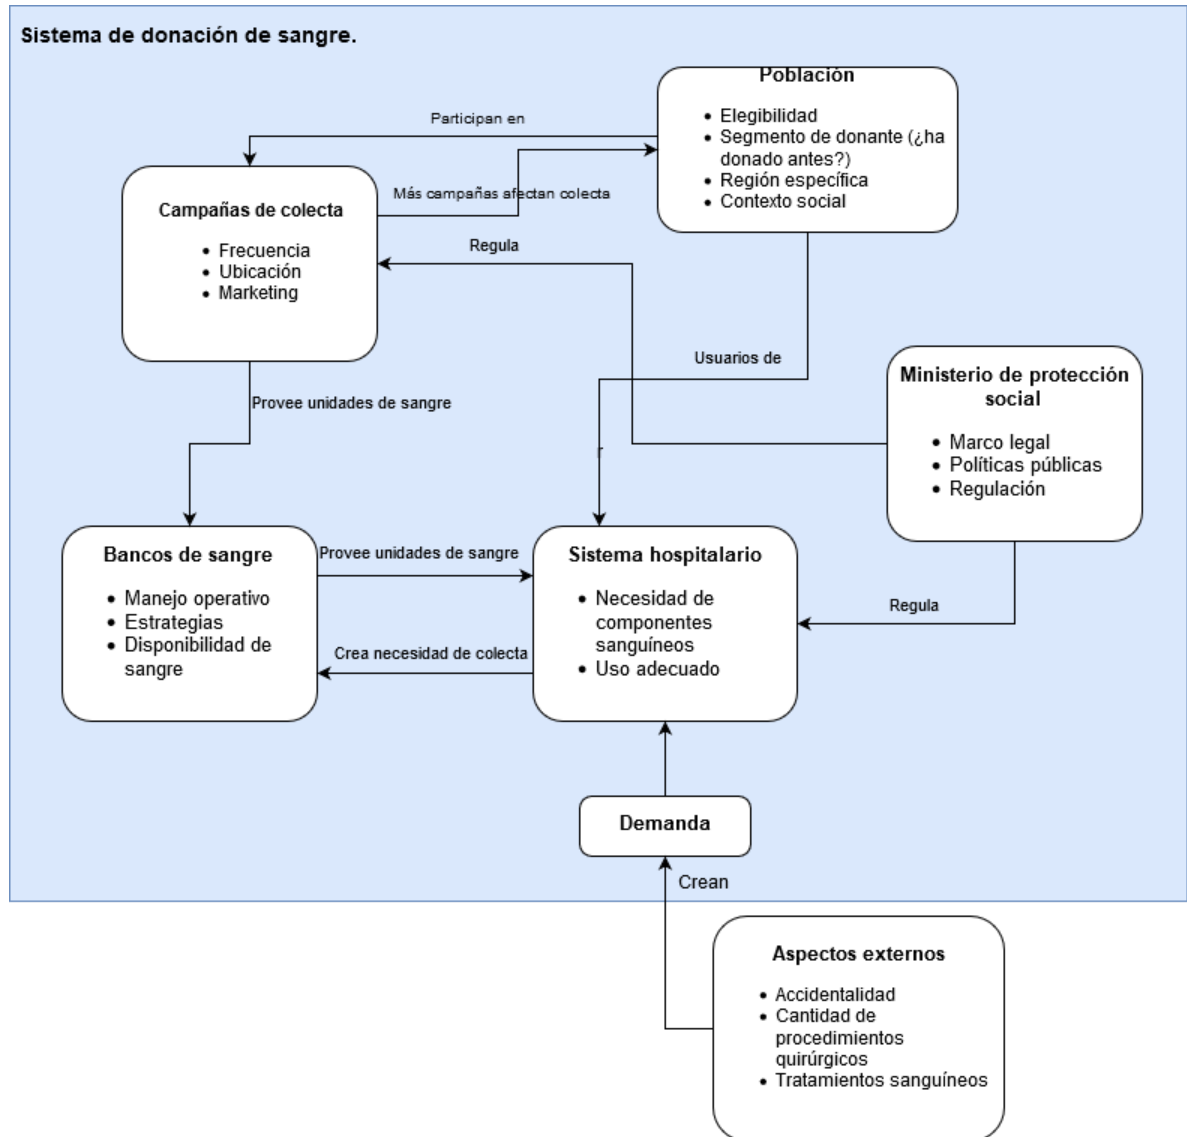 Sistema de donación de sangre.
Población
• Elegibilidad
• Segmento de donante (¿ha
donado antes?)
• Región específica
• Contexto social
Participan en
Más campañas afectan colecta
Campañas de colecta
• Frecuencia
• Ubicación
• Marketing
Regula
Usuarios de
Ministerio de protección
social
• Marco legal
• Políticas públicas
• Regulación
Provee unidades de sangre
r
Bancos de sangre
• Manejo operativo
• Estrategias
• Disponibilidad de
sangre
Provee unidades de sangre
Crea necesidad de colecta
Sistema hospitalario
• Necesidad de
componentes
sanguíneos
• Uso adecuado
Regula
Demanda
Crean
Aspectos externos
• Accidentalidad
• Cantidad de
procedimientos
quirúrgicos
• Tratamientos sanguíneos